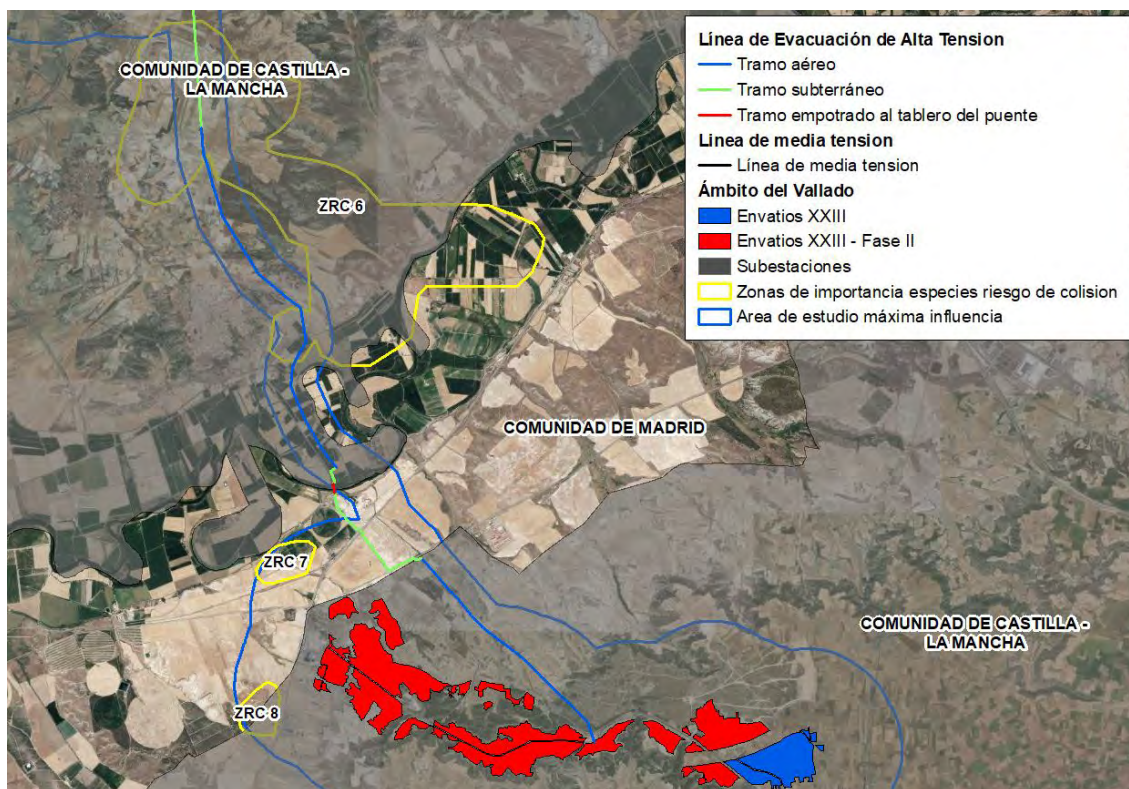 COMUNIDAD DE CASTILLA -
LA MANCHA
ZRC 6
COMUNIDAD DE MADRID
ZRC 7
COMUNIDAD DE CASTILLA -
LA MANCHA
ZRC 8
Línea de Evacuación de Alta Tension
Tramo aéreo
Tramo subterráneo
Tramo empotrado al tablero del puente
Linea de media tension
Línea de media tension
Ámbito del Vallado
Envatios XXIII
Envatios XXIII - Fase II
Subestaciones
Zonas de importancia especies riesgo de colision
Area de estudio máxima influencia